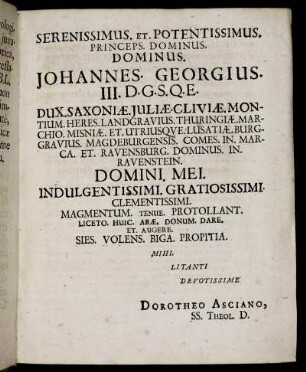 SERENISSIMUS. ET. POTENTISSIMUS.
PRINCEPS. DOMINUS.
DOMINUS.
JOHANNES. GEORGIUS.
III. D.G.S.Q.E.
DUX.SAXONIÆ,JULIÆ·CLIVIÆ,MON-
TIUM. HERES. LANDGRAVIUS. THURINGIÆ.MAR-
CHIO. MISNIÆ. ET. UTRIUSQVE. LUSATIÆ, BURG-
GRAVIUS. MAGDEBURGENSIS. COMES. IN. MAR-
CA. ET. RAVENSBURG. DOMINUS. IN.
RAVENSTEIN.
DOMINI. MEI.
INDULGENTISSIMI. GRATIOSISSIMI.
CLEMENTISSIMI.
MAGMENTUM. TENUE. PROTOLLANT.
LICETO. HUIC. ARÆ. DONUM. DARE.
ET. AUGERE.
SIES. VOLENS. BIGA. PROPITIA.
MIHI.
LITANTI
DEVOTISSIME
DOROTHEO ASCIANO,
SS. THEOL. D.